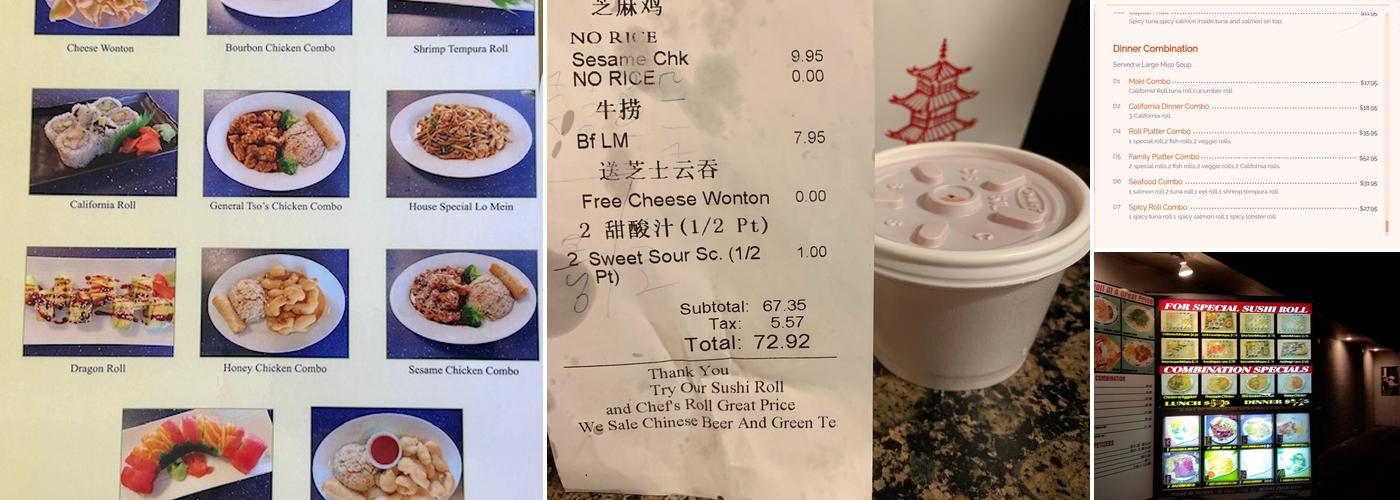 Cheese Wonton
Bourbon Chicken Combo
Shrimp Tempura Roll
California Roll
General Tso's Chicken Combo
House Special Lo Mein
Dragon Roll
Honey Chicken Combo
Sesame Chicken Combo
芝麻鸡
NO RICE
Sesame Chk 9.95
NO RICE 0.00
牛捞
Bf LM 7.95
送芝士云吞
Free Cheese Wonton 0.00
2 甜酸汁(1/2 Pt)
2 Sweet Sour Sc. (1/2 1.00
Pt)
Subtotal: 67.35
Tax: 5.57
Total: 72.92
Thank You
Try Our Sushi Roll
and Chef's Roll Great Price
We Sale Chinese Beer And Green Te
Spicy tuna,spicy salmon inside,tuna and salmon on top.
Dinner Combination
Served w.Large Miso Soup.
D1 Maki Combo $17.95
California Roll,tuna roll,cucumber roll.
D2 California Dinner Combo $18.95
3 California roll.
D4 Roll Platter Combo $35.95
1 special roll,2 fish rolls,2 veggie rolls.
D5 Family Platter Combo $52.95
2 special rolls,2 fish rolls,2 veggie rolls,2 California rolls.
D6 Seafood Combo $31.95
1 salmon roll,2 tuna roll,1 eel roll,1 shrimp tempura roll.
D7 Spicy Roll Combo $27.95
1 spicy tuna roll,1 spicy salmon roll,1 spicy lobster roll.
Roll At A Great Price
FOR SPECIAL SUSHI ROLL
COMBINATION SPECIALS
LUNCH
DINNER